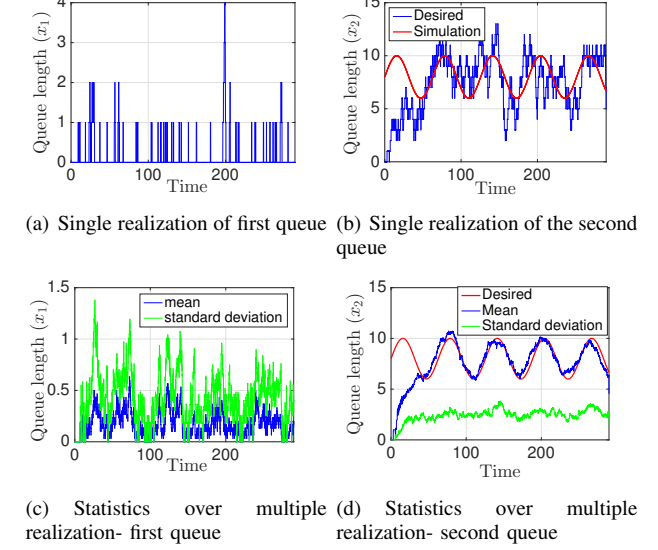 4
3
2
1
0
Queue length (x₁)
100
200
Time
15
10
5
0
Queue length (x₂)
Desired
Simulation
0
100
200
Time
(a) Single realization of first queue
(b) Single realization of the second
queue
1.5
1
0.5
0
Queue length (x₁)
mean
standard deviation
0
100
200
Time
15
10
5
0
Queue length (x₂)
Desired
Mean
Standard deviation
0
100
200
Time
(c) Statistics over multiple
realization- first queue
(d) Statistics over multiple
realization- second queue